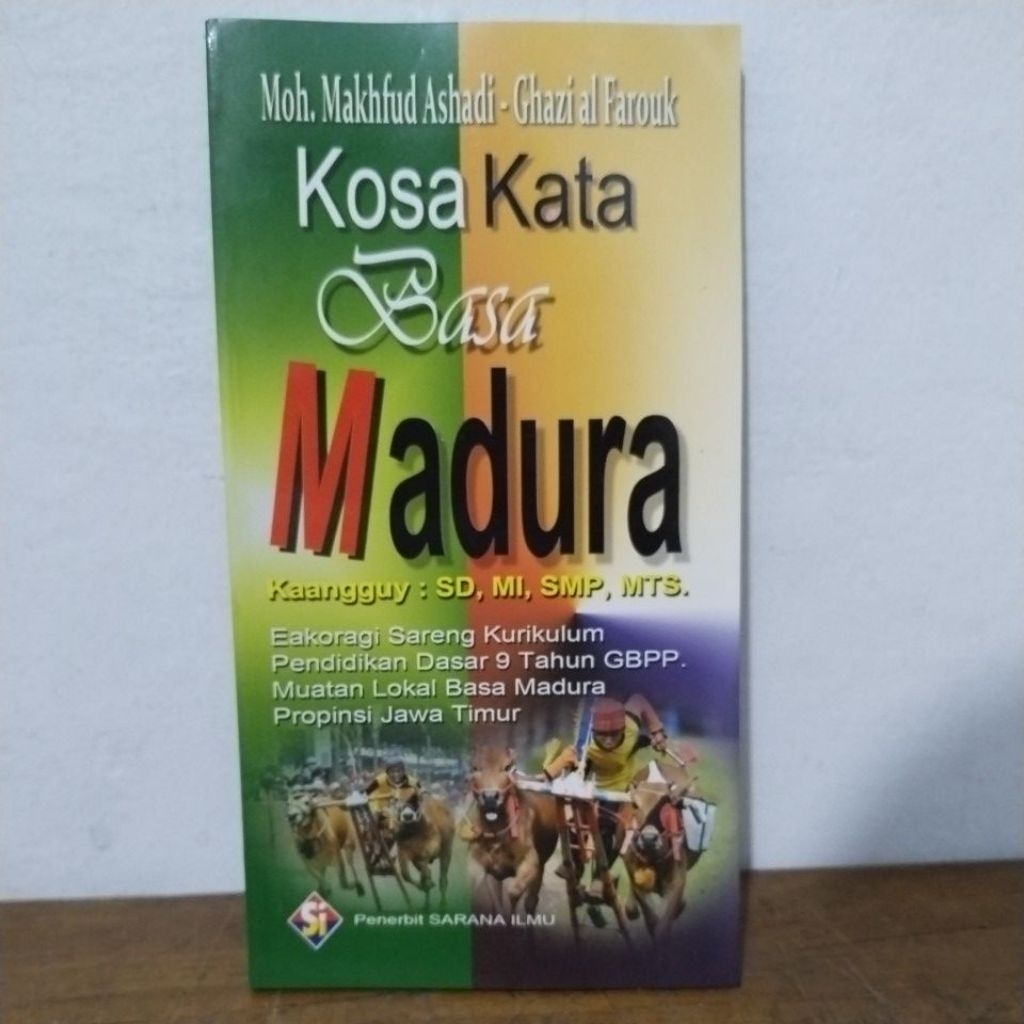 Moh. Makhfud Ashadi - Ghazi al Farouk
Kosa Kata
Basa
Madura
Kaangguy : SD, MI, SMP, MTS.
Eakoragi Sareng Kurikulum
Pendidikan Dasar 9 Tahun GBPP.
Muatan Lokal Basa Madura
Propinsi Jawa Timur
Si Penerbit SARANA ILMU